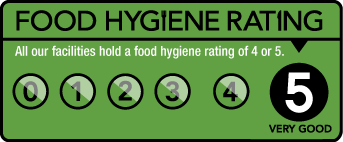 FOOD HYGIENE RATING
All our facilities hold a food hygiene rating of 4 or 5.
0 1 2 3 4 5
VERY GOOD